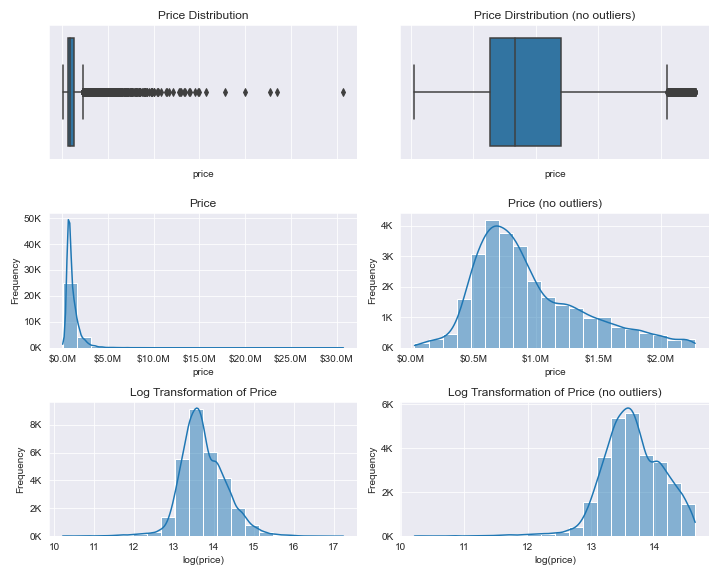 Price Distribution
Price Dirstribution (no outliers)
price
price
Price
Price (no outliers)
Frequency
50K
40K
30K
20K
10K
0K
$0.0M $5.0M $10.0M $15.0M $20.0M $25.0M $30.0M
price
Frequency
4K
3K
2K
1K
0K
$0.0M $0.5M $1.0M $1.5M $2.0M
price
Log Transformation of Price
Log Transformation of Price (no outliers)
Frequency
8K
6K
4K
2K
0K
10 11 12 13 14 15 16 17
log(price)
Frequency
6K
4K
2K
0K
10 11 12 13 14
log(price)